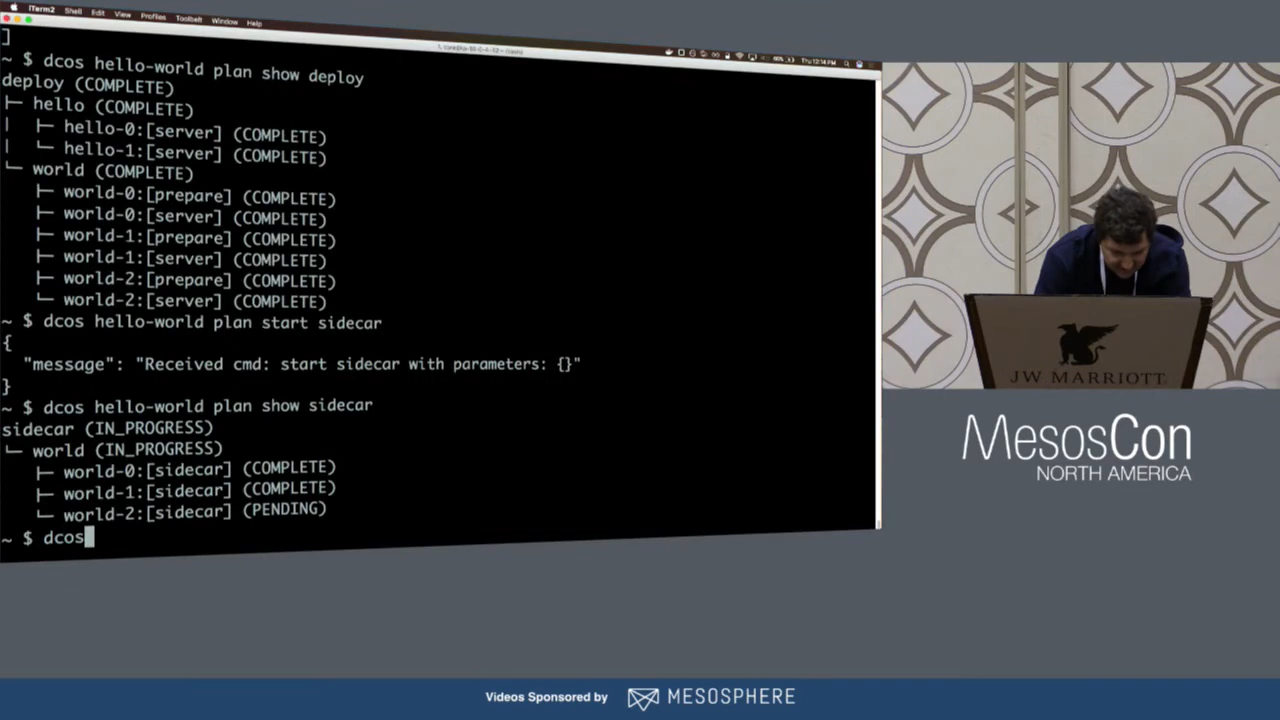 iTerm2 Shell Edit View Profiles Toolbelt Window Help
]
~ $ dcos hello-world plan show deploy
deploy (COMPLETE)
├─ hello (COMPLETE)
│  ├─ hello-0:[server] (COMPLETE)
│  └─ hello-1:[server] (COMPLETE)
└─ world (COMPLETE)
   ├─ world-0:[prepare] (COMPLETE)
   ├─ world-0:[server] (COMPLETE)
   ├─ world-1:[prepare] (COMPLETE)
   ├─ world-1:[server] (COMPLETE)
   ├─ world-2:[prepare] (COMPLETE)
   └─ world-2:[server] (COMPLETE)
~ $ dcos hello-world plan start sidecar
{
  "message": "Received cmd: start sidecar with parameters: {}"
}
~ $ dcos hello-world plan show sidecar
sidecar (IN_PROGRESS)
└─ world (IN_PROGRESS)
   ├─ world-0:[sidecar] (COMPLETE)
   ├─ world-1:[sidecar] (COMPLETE)
   └─ world-2:[sidecar] (PENDING)
~ $ dcos
JW MARRIOTT
MesosCon
NORTH AMERICA
Videos Sponsored by MESOSPHERE